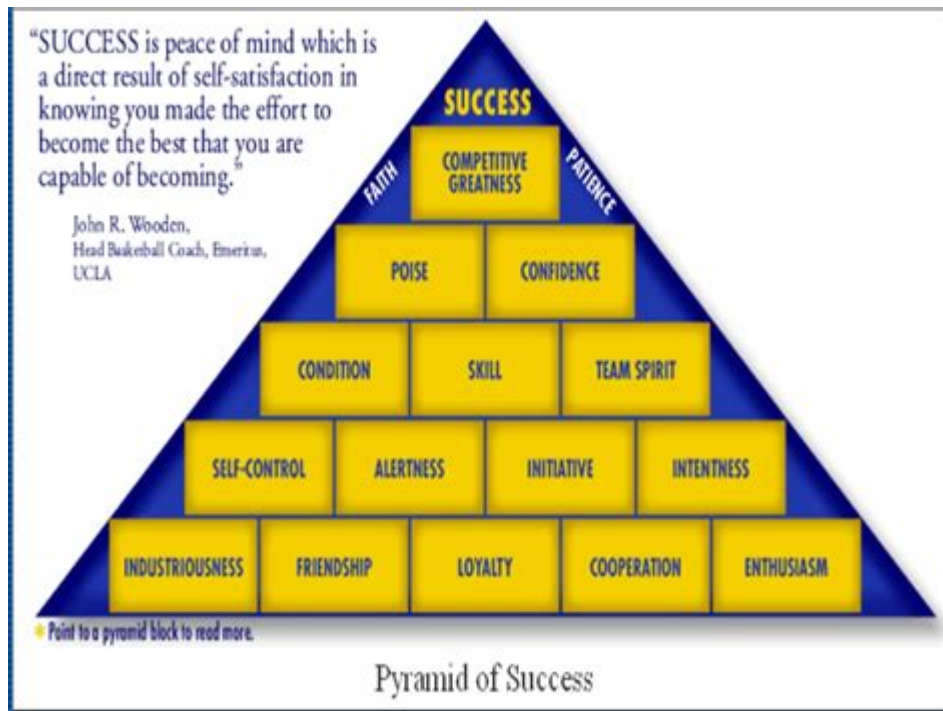 “SUCCESS is peace of mind which is
a direct result of self-satisfaction in
knowing you made the effort to
become the best that you are
capable of becoming.”
John R. Wooden,
Head Basketball Coach, Emeritus,
UCLA
SUCCESS
FAITH
PATIENCE
COMPETITIVE
GREATNESS
POISE CONFIDENCE
CONDITION SKILL TEAM SPIRIT
SELF-CONTROL ALERTNESS INITIATIVE INTENTNESS
INDUSTRIOUSNESS FRIENDSHIP LOYALTY COOPERATION ENTHUSIASM
* Point to a pyramid block to read more.
Pyramid of Success